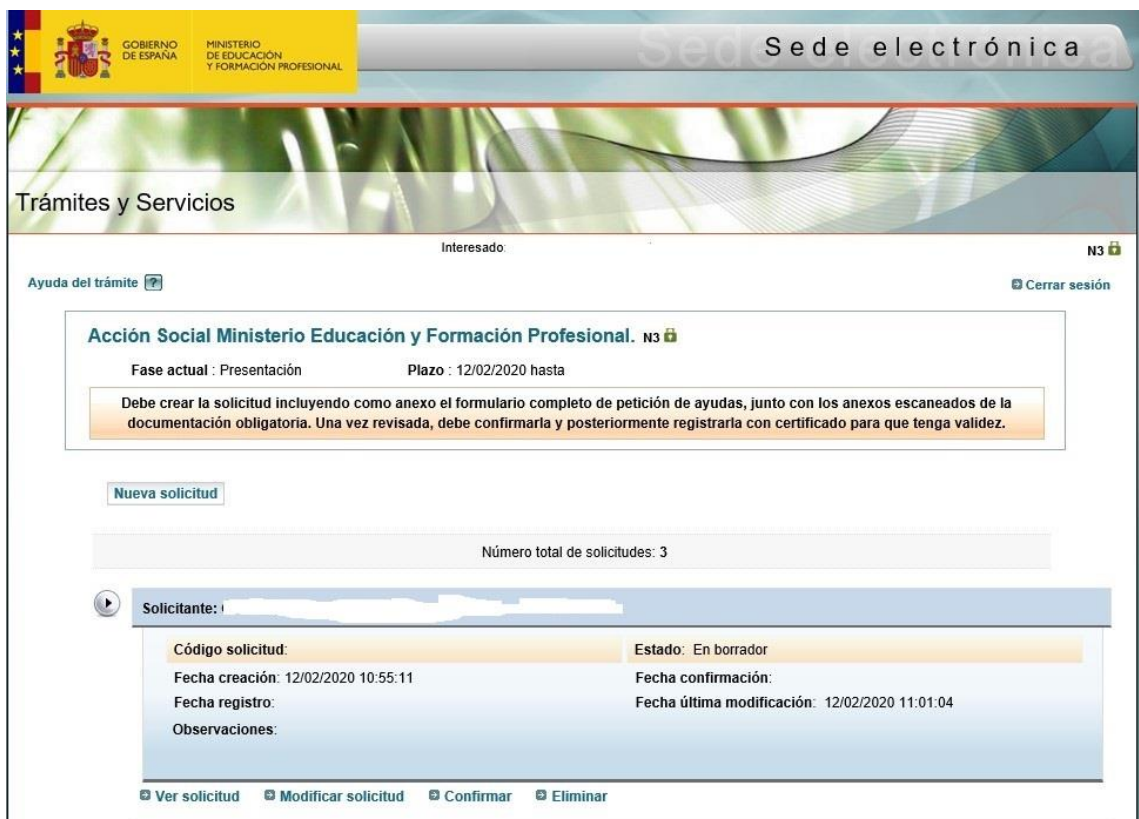 GOBIERNO
DE ESPAÑA
MINISTERIO
DE EDUCACIÓN
Y FORMACIÓN PROFESIONAL
Sede electrónica
Trámites y Servicios
Interesado:
N3
Ayuda del trámite ?
Cerrar sesión
Acción Social Ministerio Educación y Formación Profesional. N3
Fase actual : Presentación Plazo : 12/02/2020 hasta
Debe crear la solicitud incluyendo como anexo el formulario completo de petición de ayudas, junto con los anexos escaneados de la
documentación obligatoria. Una vez revisada, debe confirmarla y posteriormente registrarla con certificado para que tenga validez.
Nueva solicitud
Número total de solicitudes: 3
Solicitante:
Código solicitud: Estado: En borrador
Fecha creación: 12/02/2020 10:55:11 Fecha confirmación:
Fecha registro: Fecha última modificación: 12/02/2020 11:01:04
Observaciones:
Ver solicitud Modificar solicitud Confirmar Eliminar